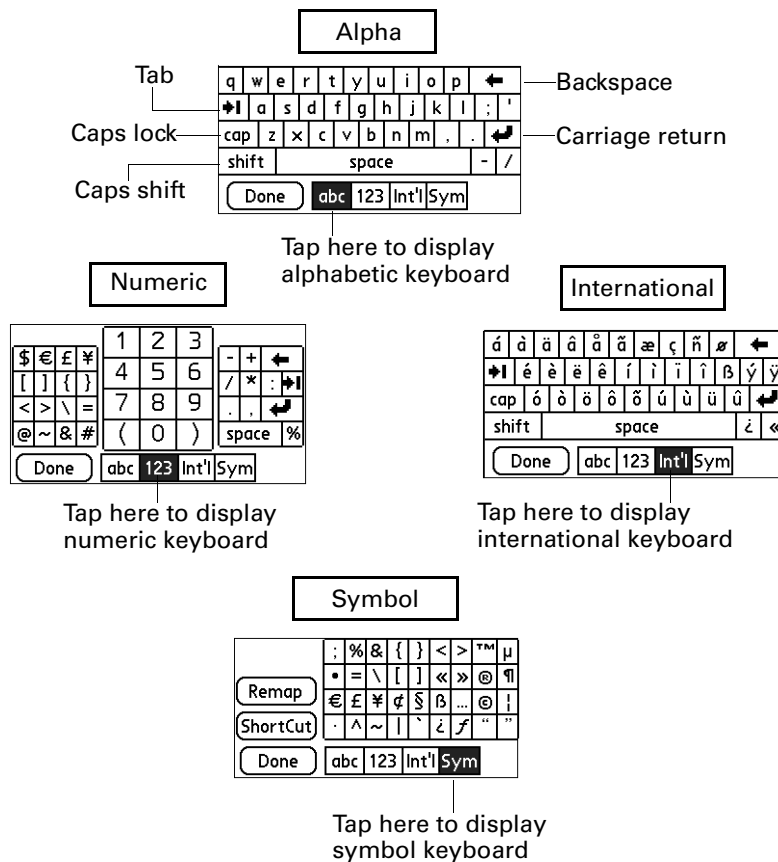 Alpha
Tab
Backspace
Caps lock
Carriage return
Caps shift
q w e r t y u i o p
a s d f g h j k l ; '
cap z x c v b n m , .
shift space - /
Done abc 123 Int'l Sym
Tap here to display
alphabetic keyboard
Numeric
$ € £ ¥ 1 2 3 - +
[ ] { } 4 5 6 / * :
< > \ = 7 8 9 . ,
@ ~ & # ( 0 ) space %
Done abc 123 Int'l Sym
Tap here to display
numeric keyboard
International
á à ä â å ã æ ç ñ ø
é è ë ê í ì ï î ß ý ÿ
cap ó ò ö ô õ ú ù ü û
shift space ¿ «
Done abc 123 Int'l Sym
Tap here to display
international keyboard
Symbol
; % & { } < > ™ µ
• = \ [ ] « » ® ¶
Remap € £ ¥ ¢ § ß … © ¦
ShortCut · ^ ~ | ` ¿ ƒ “ ”
Done abc 123 Int'l Sym
Tap here to display
symbol keyboard